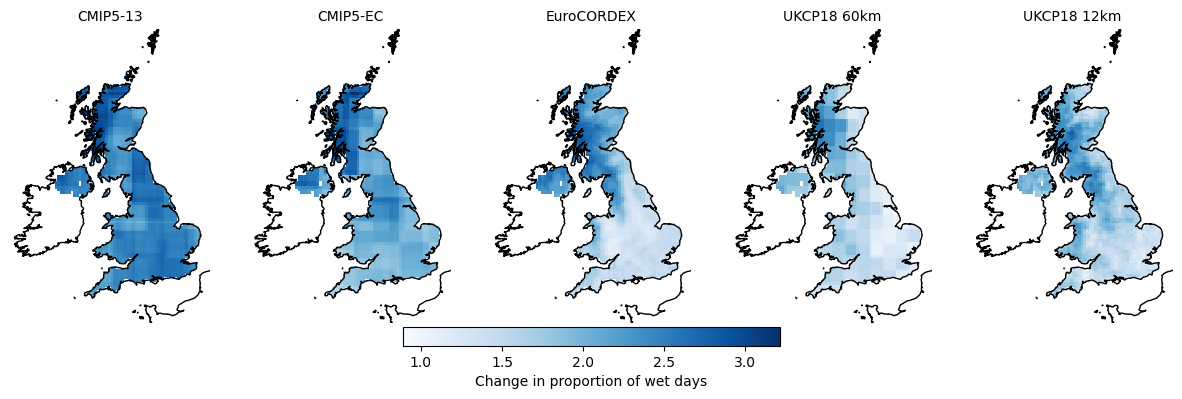 CMIP5-13
CMIP5-EC
EuroCORDEX
UKCP18 60km
UKCP18 12km
1.0
1.5
2.0
2.5
3.0
Change in proportion of wet days